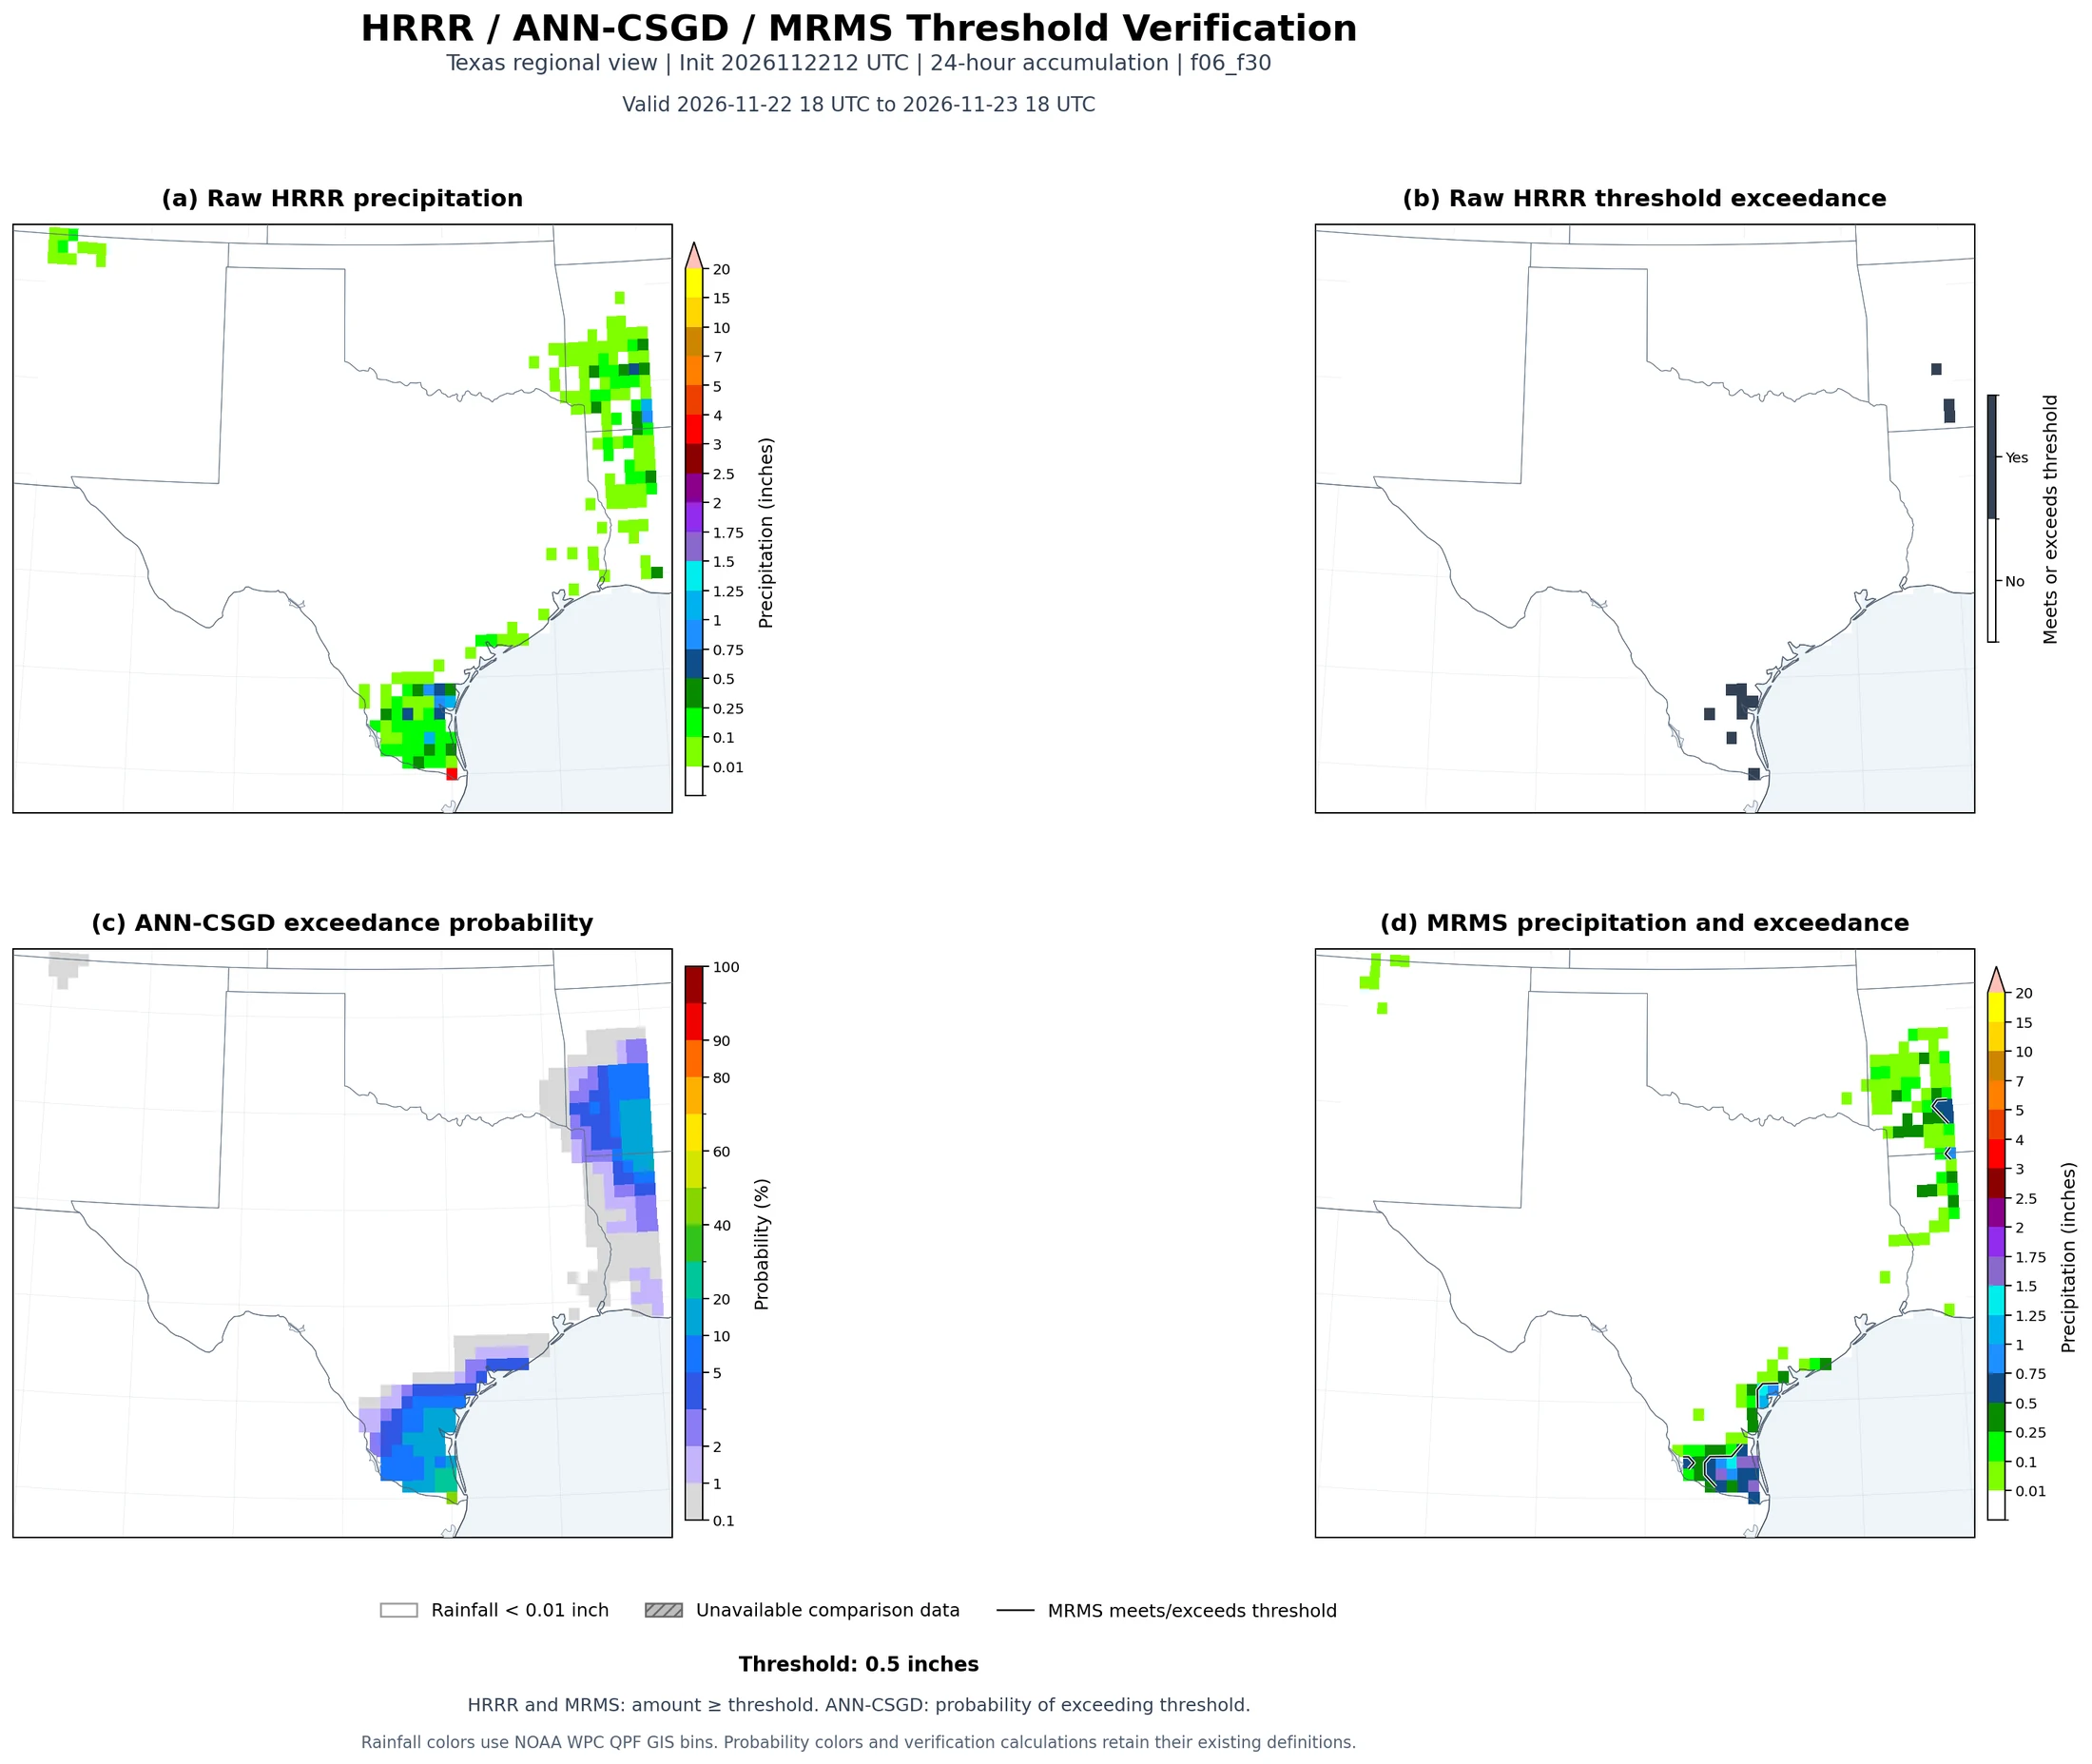 HRRR / ANN-CSGD / MRMS Threshold Verification
Texas regional view | Init 2026112212 UTC | 24-hour accumulation | f06_f30
Valid 2026-11-22 18 UTC to 2026-11-23 18 UTC
(a) Raw HRRR precipitation
20
15
10
7
5
4
3
2.5
2
1.75
1.5
1.25
1
0.75
0.5
0.25
0.1
0.01
Precipitation (inches)
(b) Raw HRRR threshold exceedance
Yes
No
Meets or exceeds threshold
(c) ANN-CSGD exceedance probability
100
90
80
60
40
20
10
5
2
1
0.1
Probability (%)
(d) MRMS precipitation and exceedance
20
15
10
7
5
4
3
2.5
2
1.75
1.5
1.25
1
0.75
0.5
0.25
0.1
0.01
Precipitation (inches)
Rainfall < 0.01 inch
Unavailable comparison data
MRMS meets/exceeds threshold
Threshold: 0.5 inches
HRRR and MRMS: amount ≥ threshold. ANN-CSGD: probability of exceeding threshold.
Rainfall colors use NOAA WPC QPF GIS bins. Probability colors and verification calculations retain their existing definitions.